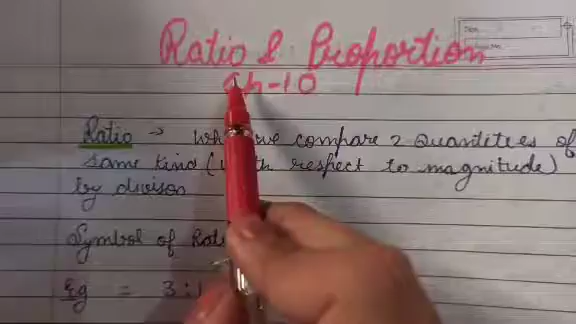 Ratio & Proportion
Ch-10
Ratio → we compare 2 Quantities of
same kind ( respect to magnitude)
by divison
Symbol of
Eg = 3: